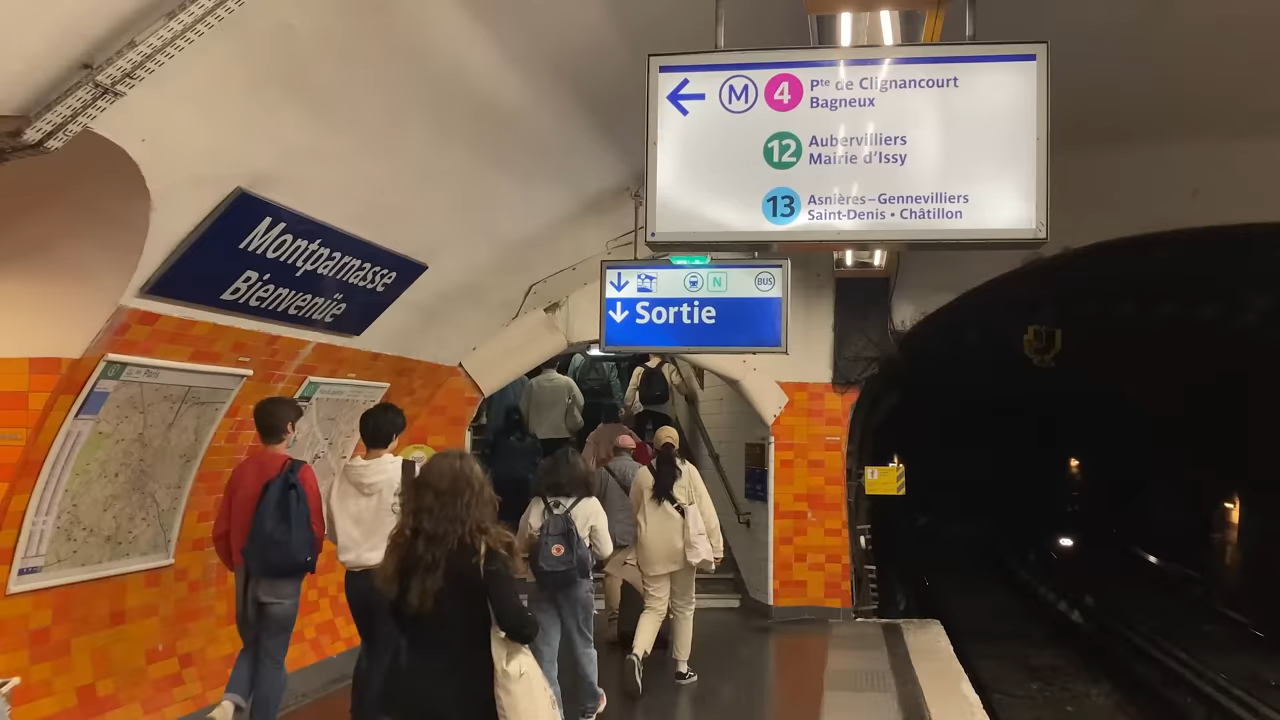 M 4 Pte de Clignancourt
Bagneux
12 Aubervilliers
Mairie d'Issy
13 Asnières–Gennevilliers
Saint-Denis • Châtillon
N BUS
Sortie
Montparnasse
Bienvenüe
Paris